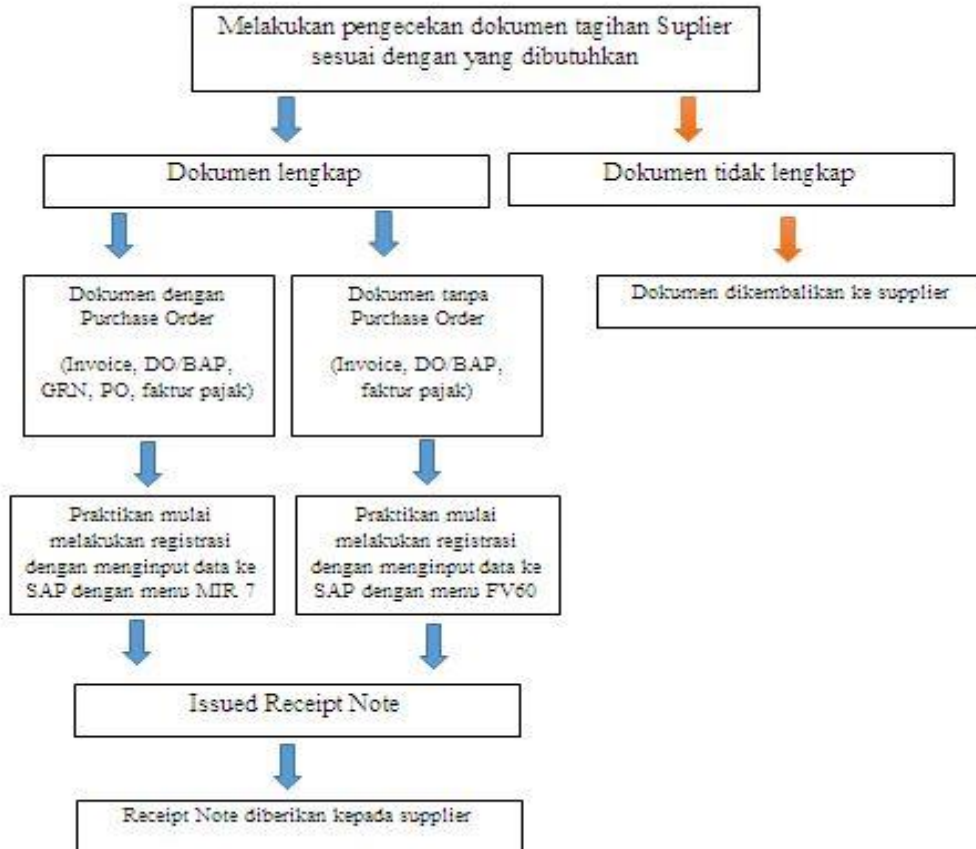 Melakukan pengecekan dokumen tagihan Suplier
sesuai dengan yang dibutuhkan
Dokumen lengkap
Dokumen tidak lengkap
Dokumen dengan
Purchase Order
(Invoice, DO/BAP,
GRN, PO, faktur pajak)
Dokumen tanpa
Purchase Order
(Invoice, DO/BAP,
faktur pajak)
Dokumen dikembalikan ke supplier
Praktikan mulai
melakukan registrasi
dengan menginput data ke
SAP dengan menu MIR 7
Praktikan mulai
melakukan registrasi
dengan menginput data ke
SAP dengan menu FV60
Issued Receipt Note
Receipt Note diberikan kepada supplier